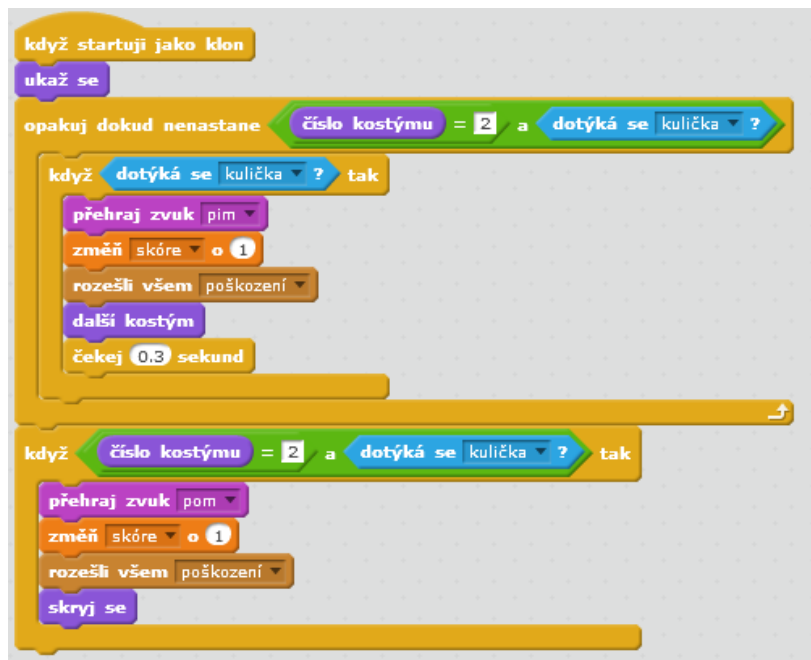 když startuji jako klon
ukaž se
opakuj dokud nenastane číslo kostýmu = 2 a dotýká se kulička ?
když dotýká se kulička ? tak
přehraj zvuk pim
změň skóre o 1
rozešli všem poškození
další kostým
čekej 0.3 sekund
když číslo kostýmu = 2 a dotýká se kulička ? tak
přehraj zvuk pom
změň skóre o 1
rozešli všem poškození
skryj se